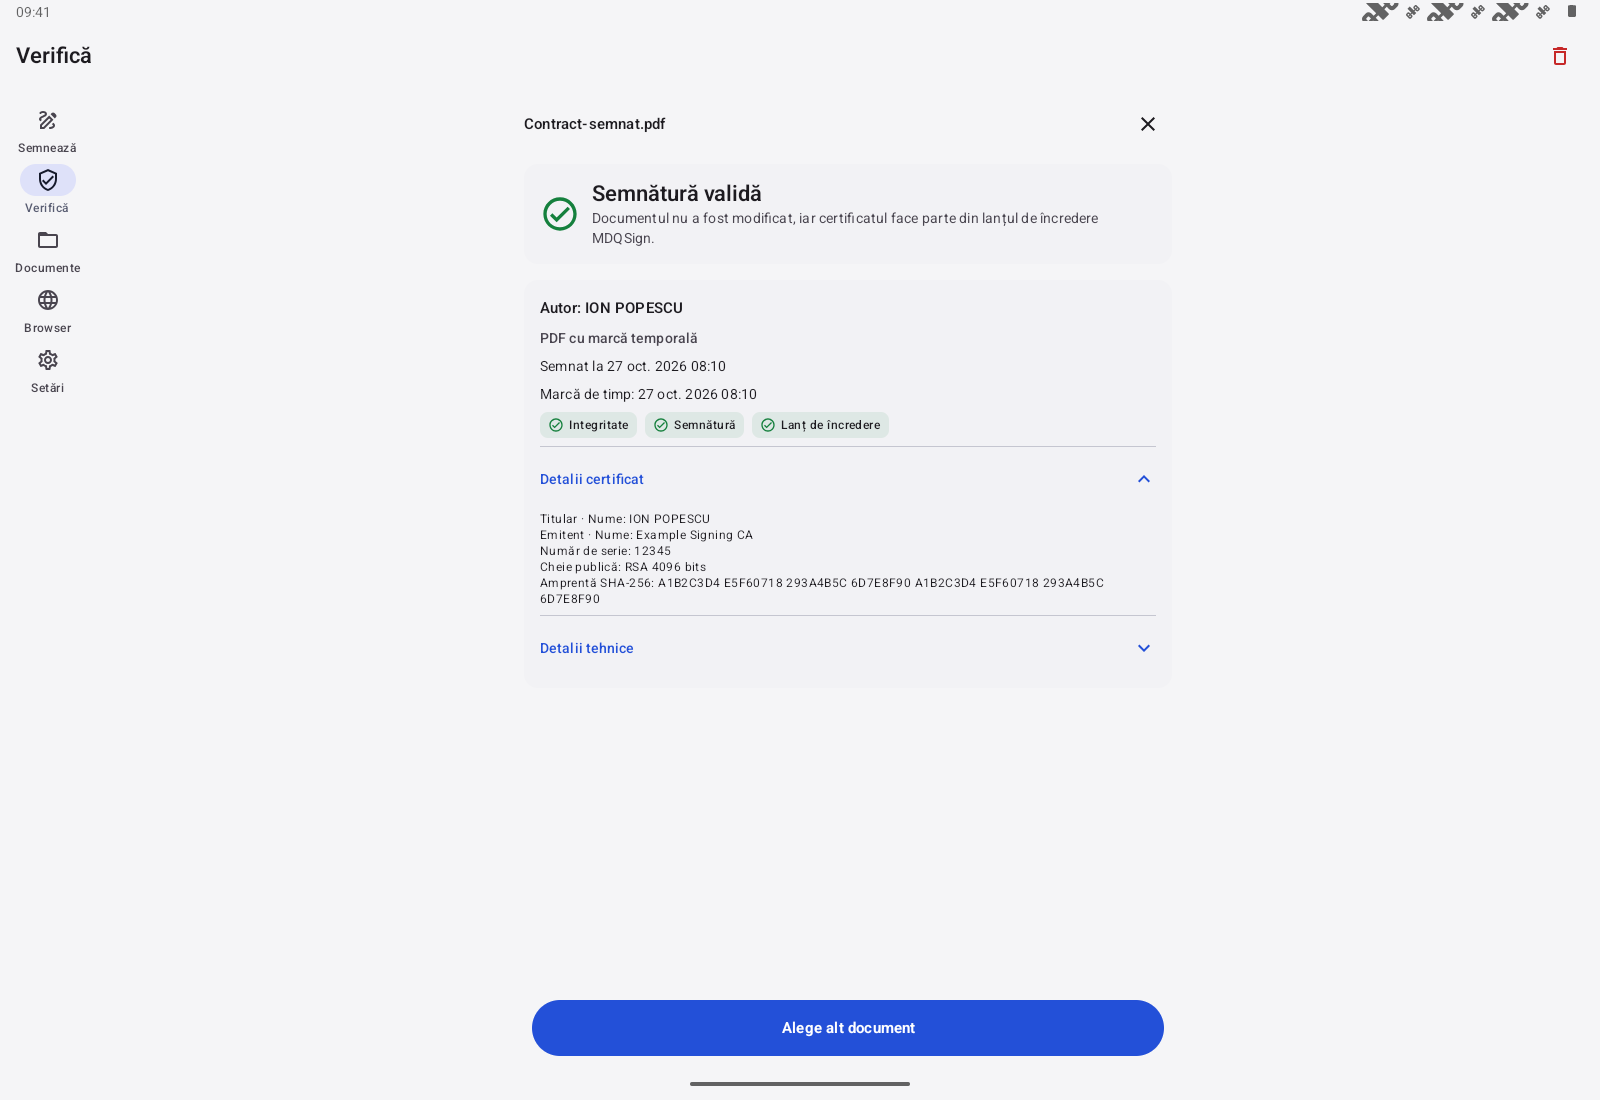 09:41
Verifică
Semnează
Verifică
Documente
Browser
Setări
Contract-semnat.pdf
Semnătură validă
Documentul nu a fost modificat, iar certificatul face parte din lanțul de încredere
MDQSign.
Autor: ION POPESCU
PDF cu marcă temporală
Semnat la 27 oct. 2026 08:10
Marcă de timp: 27 oct. 2026 08:10
Integritate Semnătură Lanț de încredere
Detalii certificat
Titular · Nume: ION POPESCU
Emitent · Nume: Example Signing CA
Număr de serie: 12345
Cheie publică: RSA 4096 bits
Amprentă SHA-256: A1B2C3D4 E5F60718 293A4B5C 6D7E8F90 A1B2C3D4 E5F60718 293A4B5C
6D7E8F90
Detalii tehnice
Alege alt document